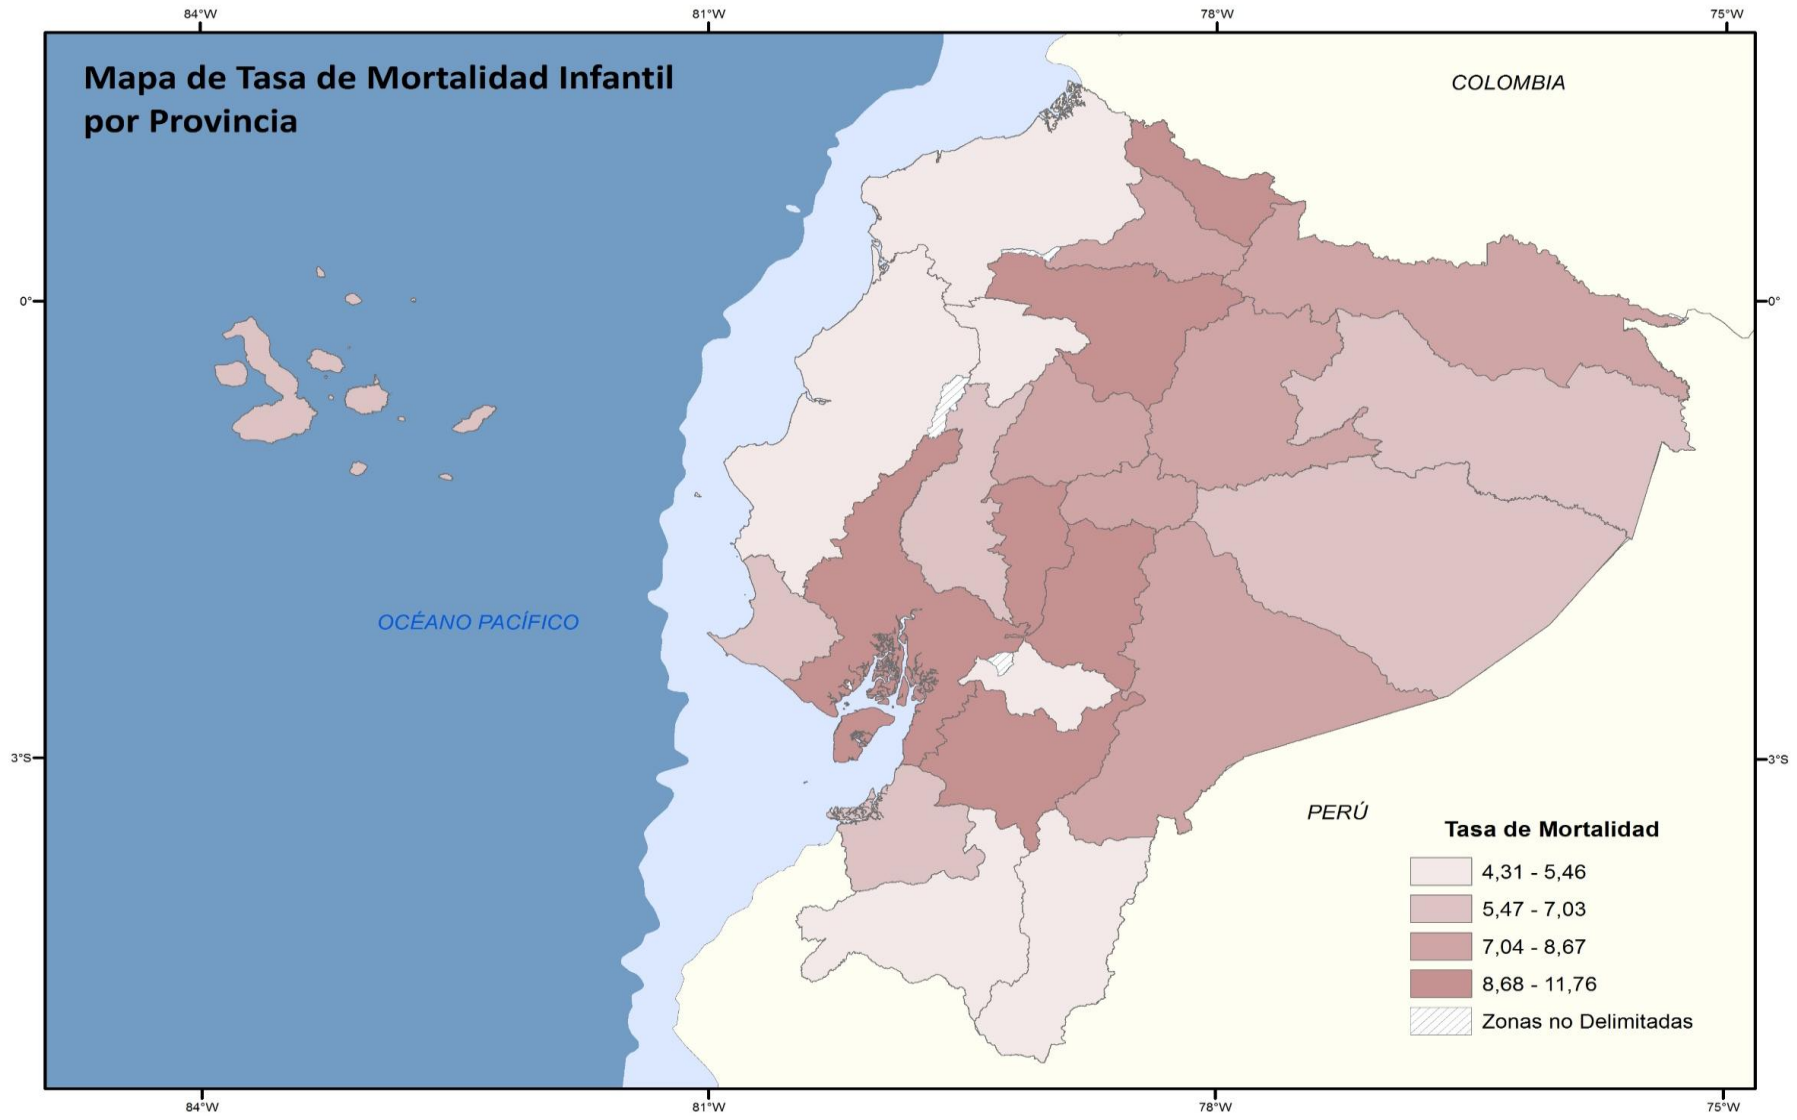 84°W
81°W
78°W
75°W
Mapa de Tasa de Mortalidad Infantil
por Provincia
COLOMBIA
0°
0°
OCÉANO PACÍFICO
3°S
3°S
PERÚ
Tasa de Mortalidad
4,31 - 5,46
5,47 - 7,03
7,04 - 8,67
8,68 - 11,76
Zonas no Delimitadas
84°W
81°W
78°W
75°W